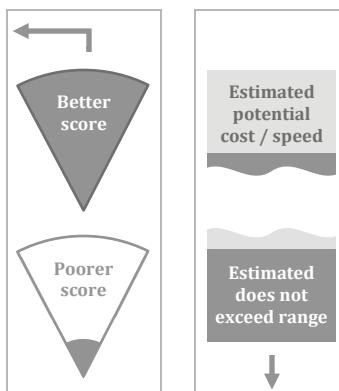 Better
score
Poorer
score
Estimated
potential
cost / speed
Estimated
does not
exceed range